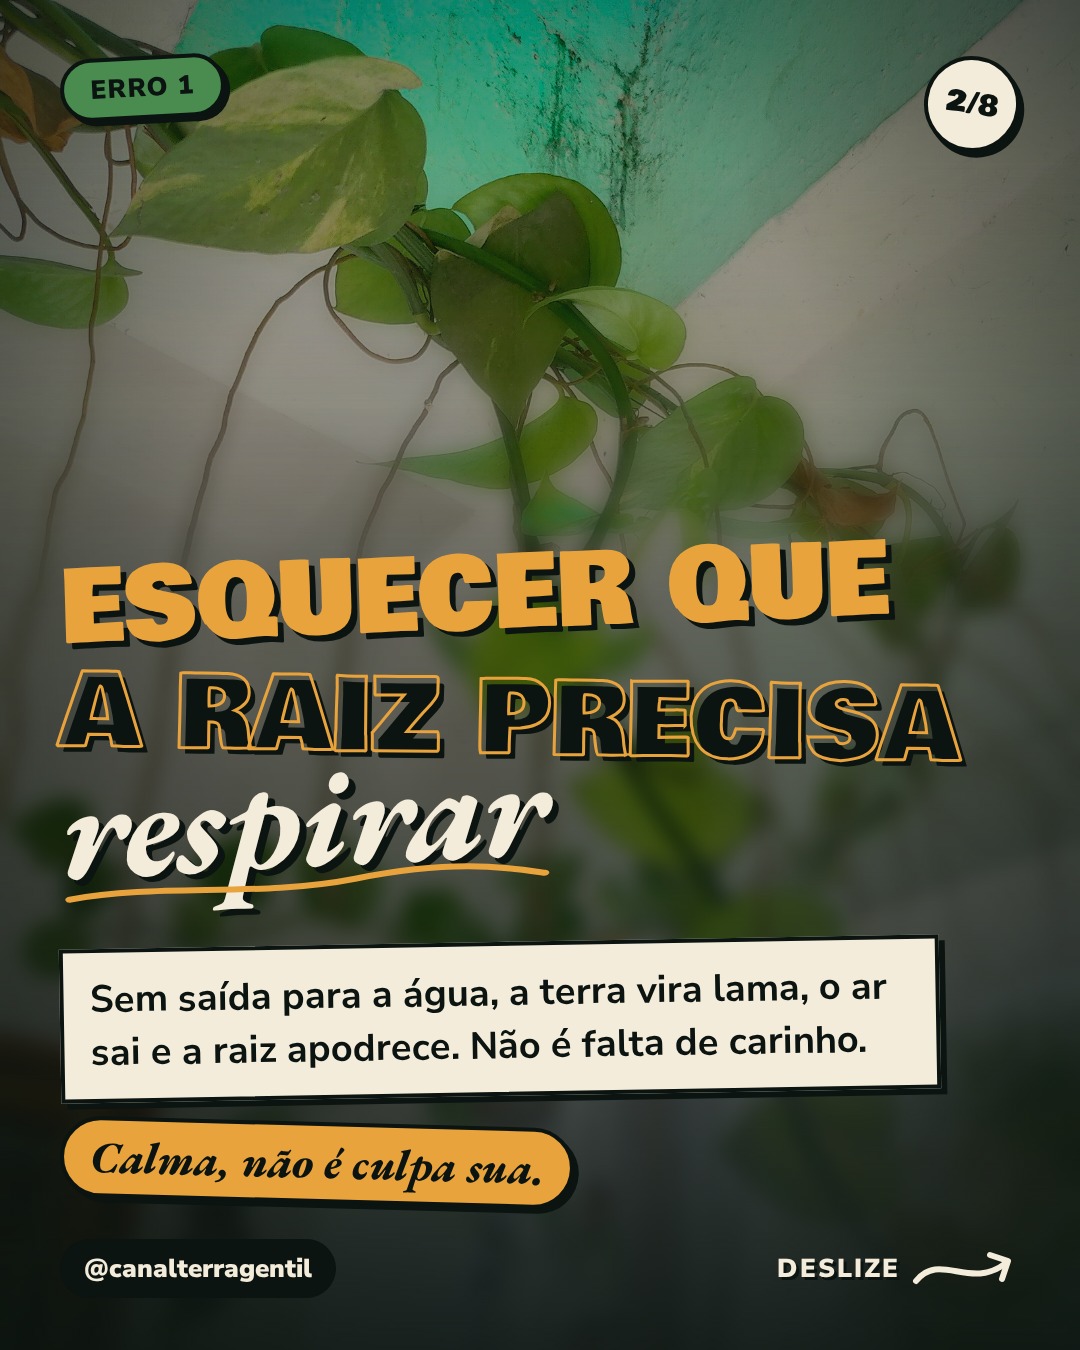 ERRO 1
2/8
ESQUECER QUE
A RAIZ PRECISA
respirar
Sem saída para a água, a terra vira lama, o ar
sai e a raiz apodrece. Não é falta de carinho.
Calma, não é culpa sua.
@canalterragentil
DESLIZE